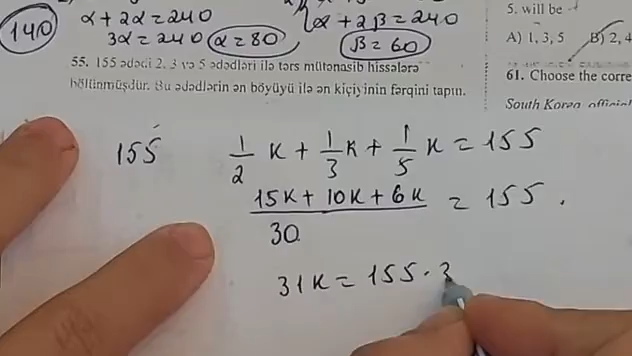 140
α + 2α = 240
3α = 240 α = 80
α + 2β = 240
β = 60
5. will be
A) 1, 3, 5 B) 2, 4
55. 155 ədədi 2, 3 və 5 ədədləri ilə tərs mütənasib hissələrə
bölünmüşdür. Bu ədədlərin ən böyüyü ilə ən kiçiyinin fərqini tapın.
61. Choose the corre
South Korea official
155
1/2 K + 1/3 K + 1/5 K = 155
15K + 10K + 6K / 30 = 155 .
31K = 155 · 3